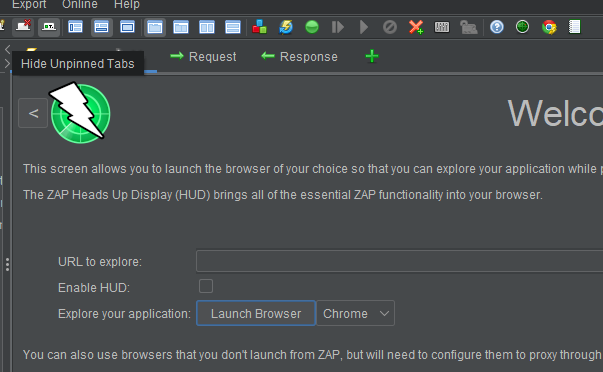 Export Online Help
Hide Unpinned Tabs
Request Response
<
Welco
This screen allows you to launch the browser of your choice so that you can explore your application while p
The ZAP Heads Up Display (HUD) brings all of the essential ZAP functionality into your browser.
URL to explore:
Enable HUD:
Explore your application: Launch Browser Chrome
You can also use browsers that you don't launch from ZAP, but will need to configure them to proxy through